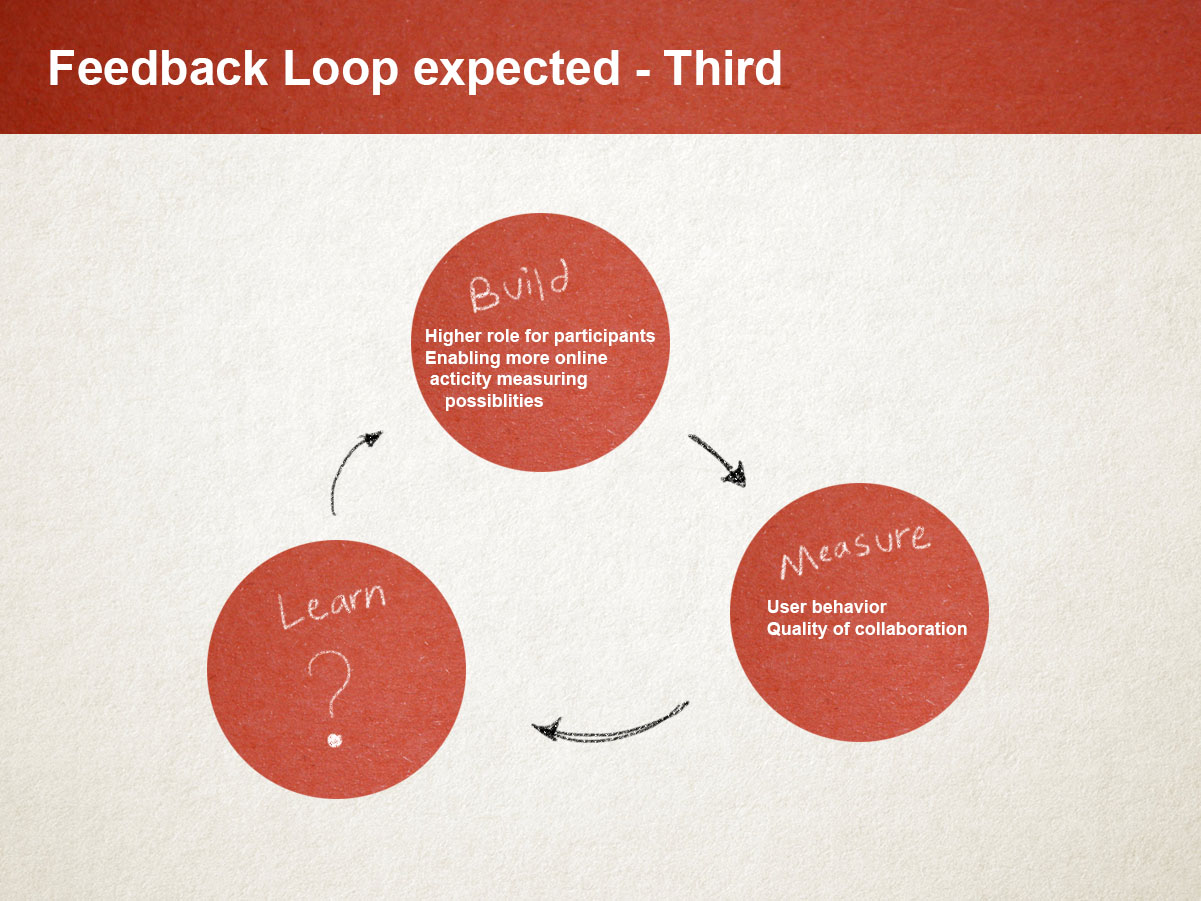 Feedback Loop expected - Third
Build
Higher role for participants
Enabling more online
acticity measuring
possiblities
Measure
User behavior
Quality of collaboration
Learn
?